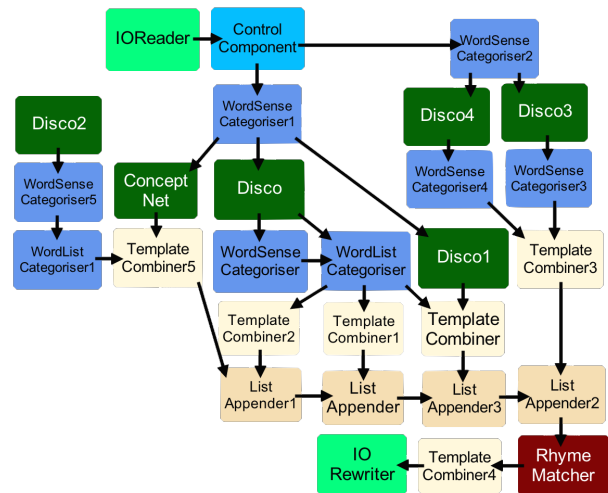 IOReader
Control
Component
WordSense
Categoriser2
WordSense
Categoriser1
Disco2
Disco4
Disco3
WordSense
Categoriser5
Concept
Net
Disco
WordSense
Categoriser4
WordSense
Categoriser3
WordList
Categoriser1
Template
Combiner5
WordSense
Categoriser
WordList
Categoriser
Disco1
Template
Combiner3
Template
Combiner2
Template
Combiner1
Template
Combiner
List
Appender1
List
Appender
List
Appender3
List
Appender2
IO
Rewriter
Template
Combiner4
Rhyme
Matcher